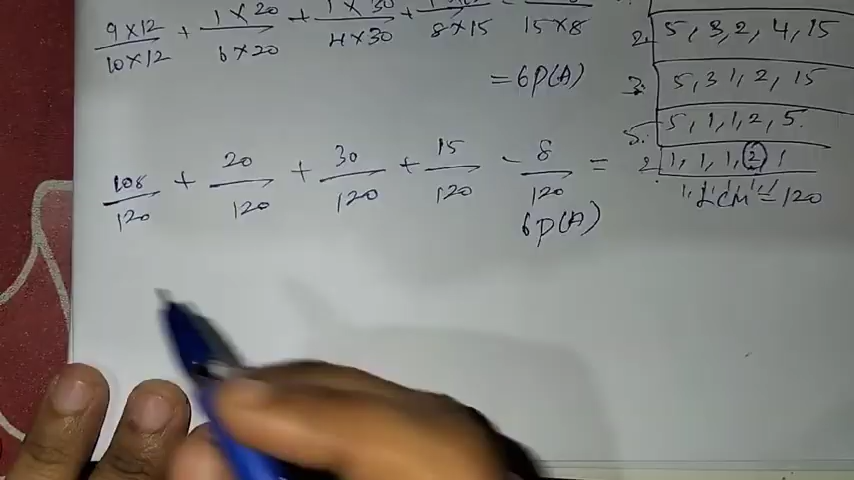 9×12/10×12 + 1×20/6×20 + 1×30/4×30 + /8×15 /15×8
= 6P(A)
108/120 + 20/120 + 30/120 + 15/120 - 8/120 =
6P(A)
2 5, 3, 2, 4, 15
3. 5, 3 1, 2, 15
5. 5, 1, 1, 2, 5.
2 1, 1, 1, 2, 1
LCM = 120